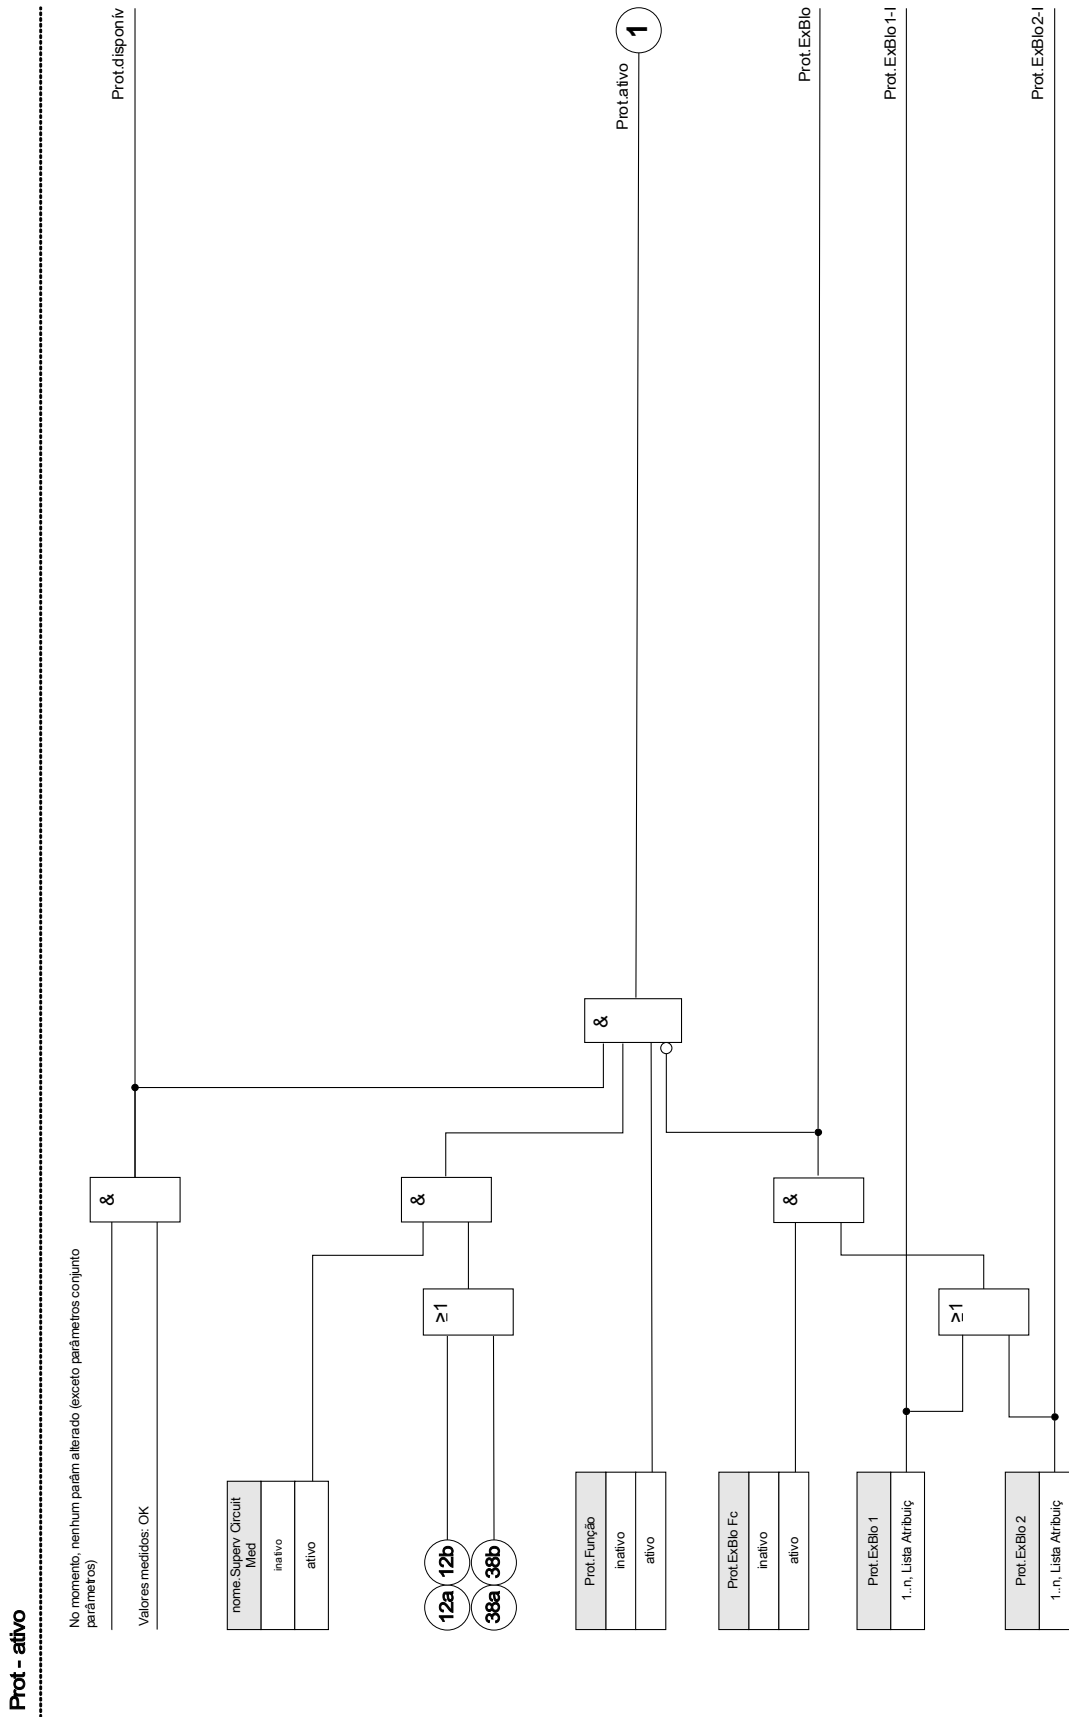 Prot - ativo
No momento, nenhum parâm alterado (exceto parâmetros conjunto
parâmetros)
&
Prot.disponív
Valores medidos: OK
nome.Superv Circuit
Med
inativo
ativo
12a 12b
38a 38b
≥1
&
Prot.Função
inativo
ativo
&
Prot.ativo
1
Prot.ExBlo Fc
inativo
ativo
&
Prot.ExBlo
Prot.ExBlo 1
1..n, Lista Atribuiç
Prot.ExBlo1-I
≥1
Prot.ExBlo 2
1..n, Lista Atribuiç
Prot.ExBlo2-I